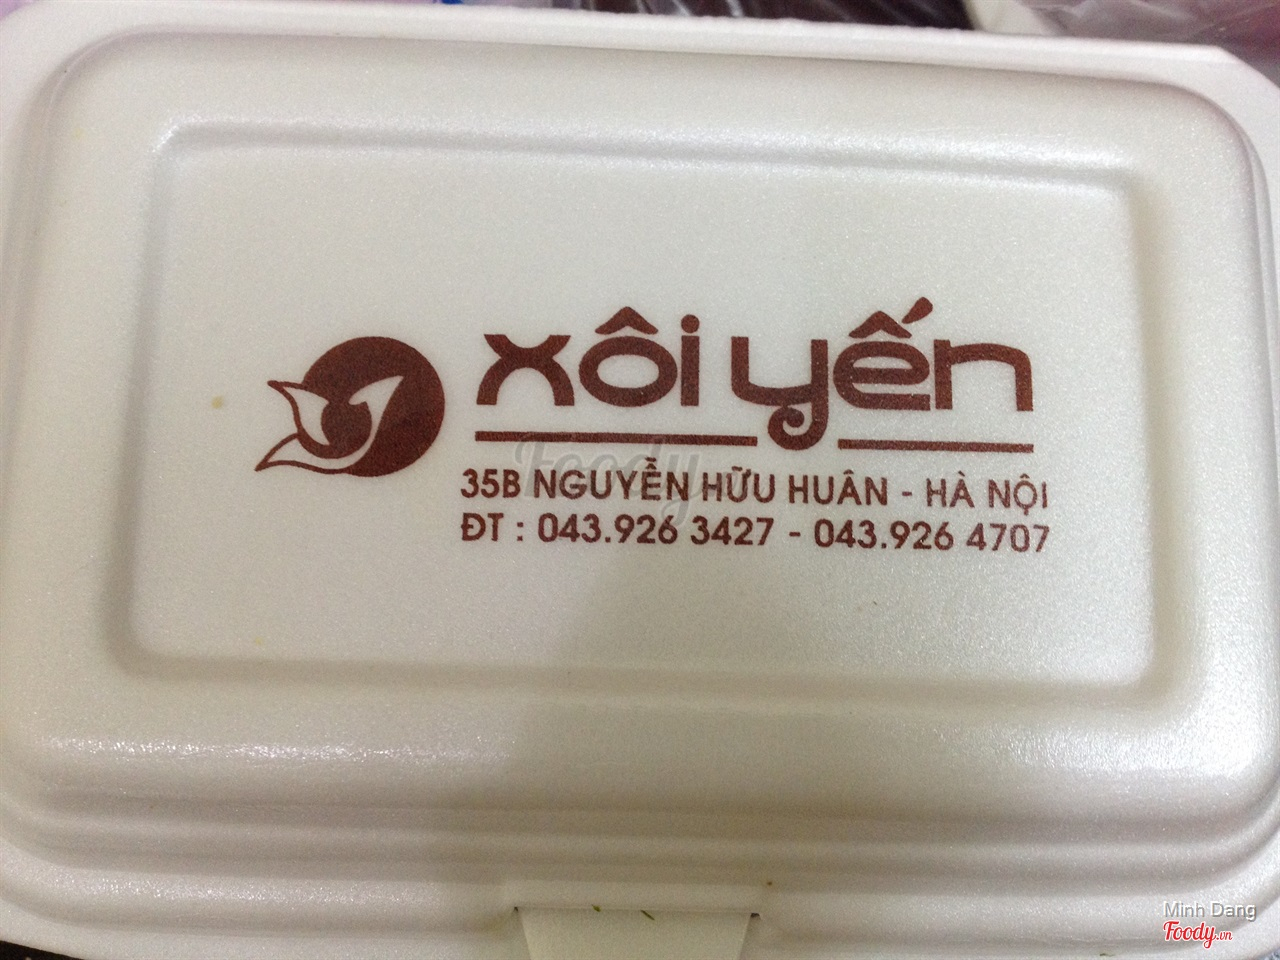 xôi yến
35B NGUYỄN HỮU HUÂN - HÀ NỘI
ĐT : 043.926 3427 - 043.926 4707
Foody
Minh Dang
Foody.vn